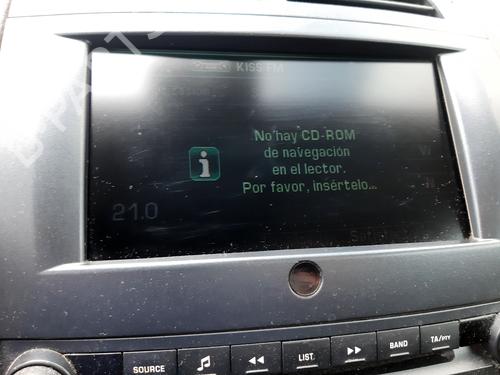 KISS FM
No hay CD-ROM
de navegación
en el lector.
Por favor, insértelo...
21.0
SOURCE
LIST.
BAND
TA/PTY